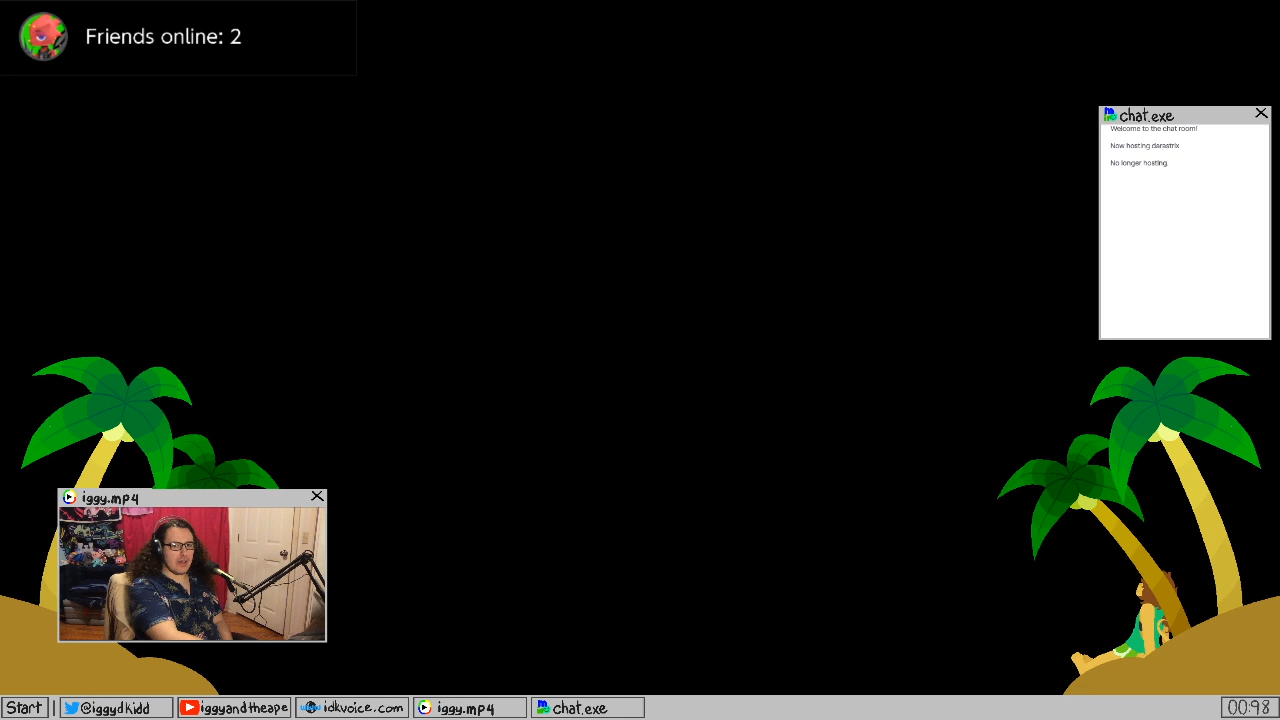 Friends online: 2
chat.exe
Welcome to the chat room!
Now hosting darastrix
No longer hosting.
iggy.mp4
Start | @iggydkidd iggyandtheape idkvoice.com iggy.mp4 chat.exe 00:98